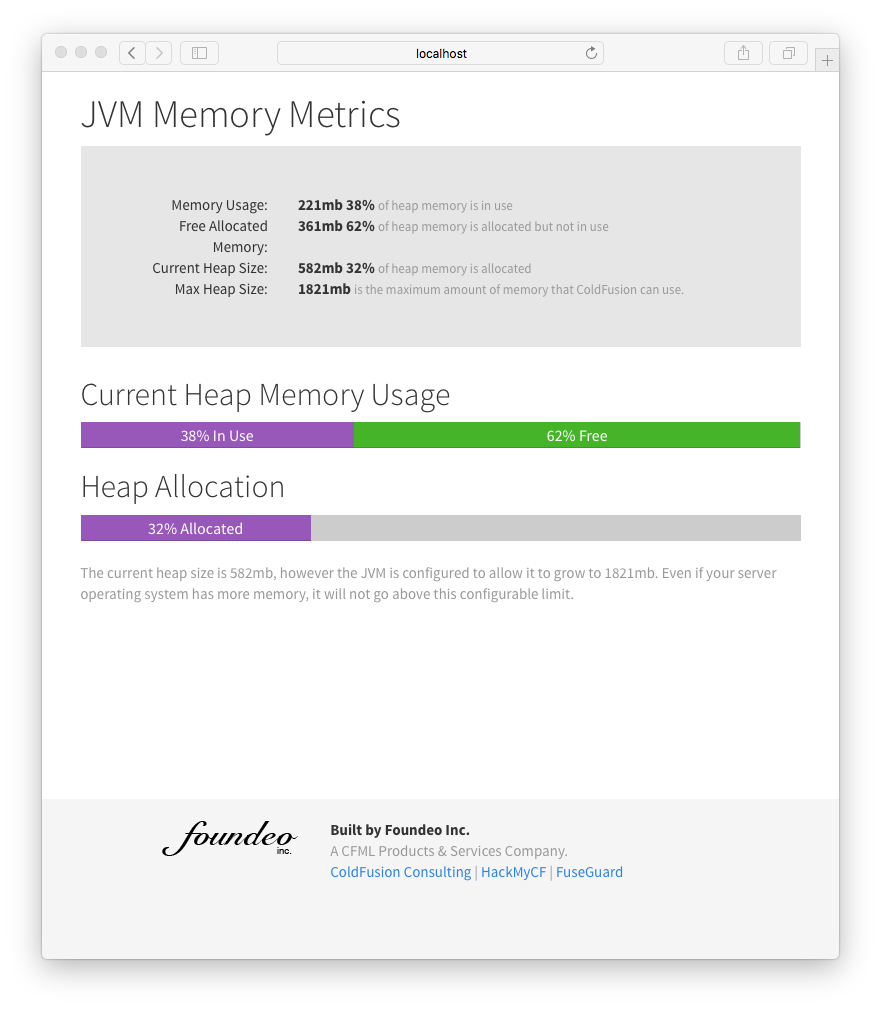 localhost
JVM Memory Metrics
Memory Usage: 221mb 38% of heap memory is in use
Free Allocated 361mb 62% of heap memory is allocated but not in use
Memory:
Current Heap Size: 582mb 32% of heap memory is allocated
Max Heap Size: 1821mb is the maximum amount of memory that ColdFusion can use.
Current Heap Memory Usage
38% In Use 62% Free
Heap Allocation
32% Allocated
The current heap size is 582mb, however the JVM is configured to allow it to grow to 1821mb. Even if your server
operating system has more memory, it will not go above this configurable limit.
foundeo
inc.
Built by Foundeo Inc.
A CFML Products & Services Company.
ColdFusion Consulting | HackMyCF | FuseGuard